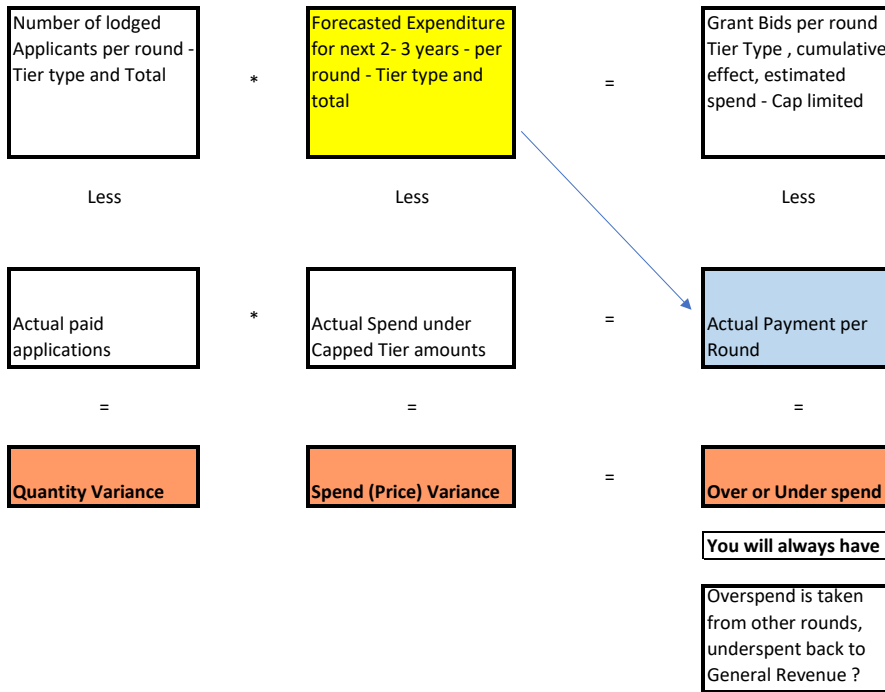 Number of lodged
Applicants per round -
Tier type and Total
*
Forecasted Expenditure
for next 2- 3 years - per
round - Tier type and
total
=
Grant Bids per round
Tier Type , cumulative
effect, estimated
spend - Cap limited
Less
Less
Less
Actual paid
applications
*
Actual Spend under
Capped Tier amounts
=
Actual Payment per
Round
=
=
=
Quantity Variance
Spend (Price) Variance
=
Over or Under spend
You will always have
Overspend is taken
from other rounds,
underspent back to
General Revenue ?